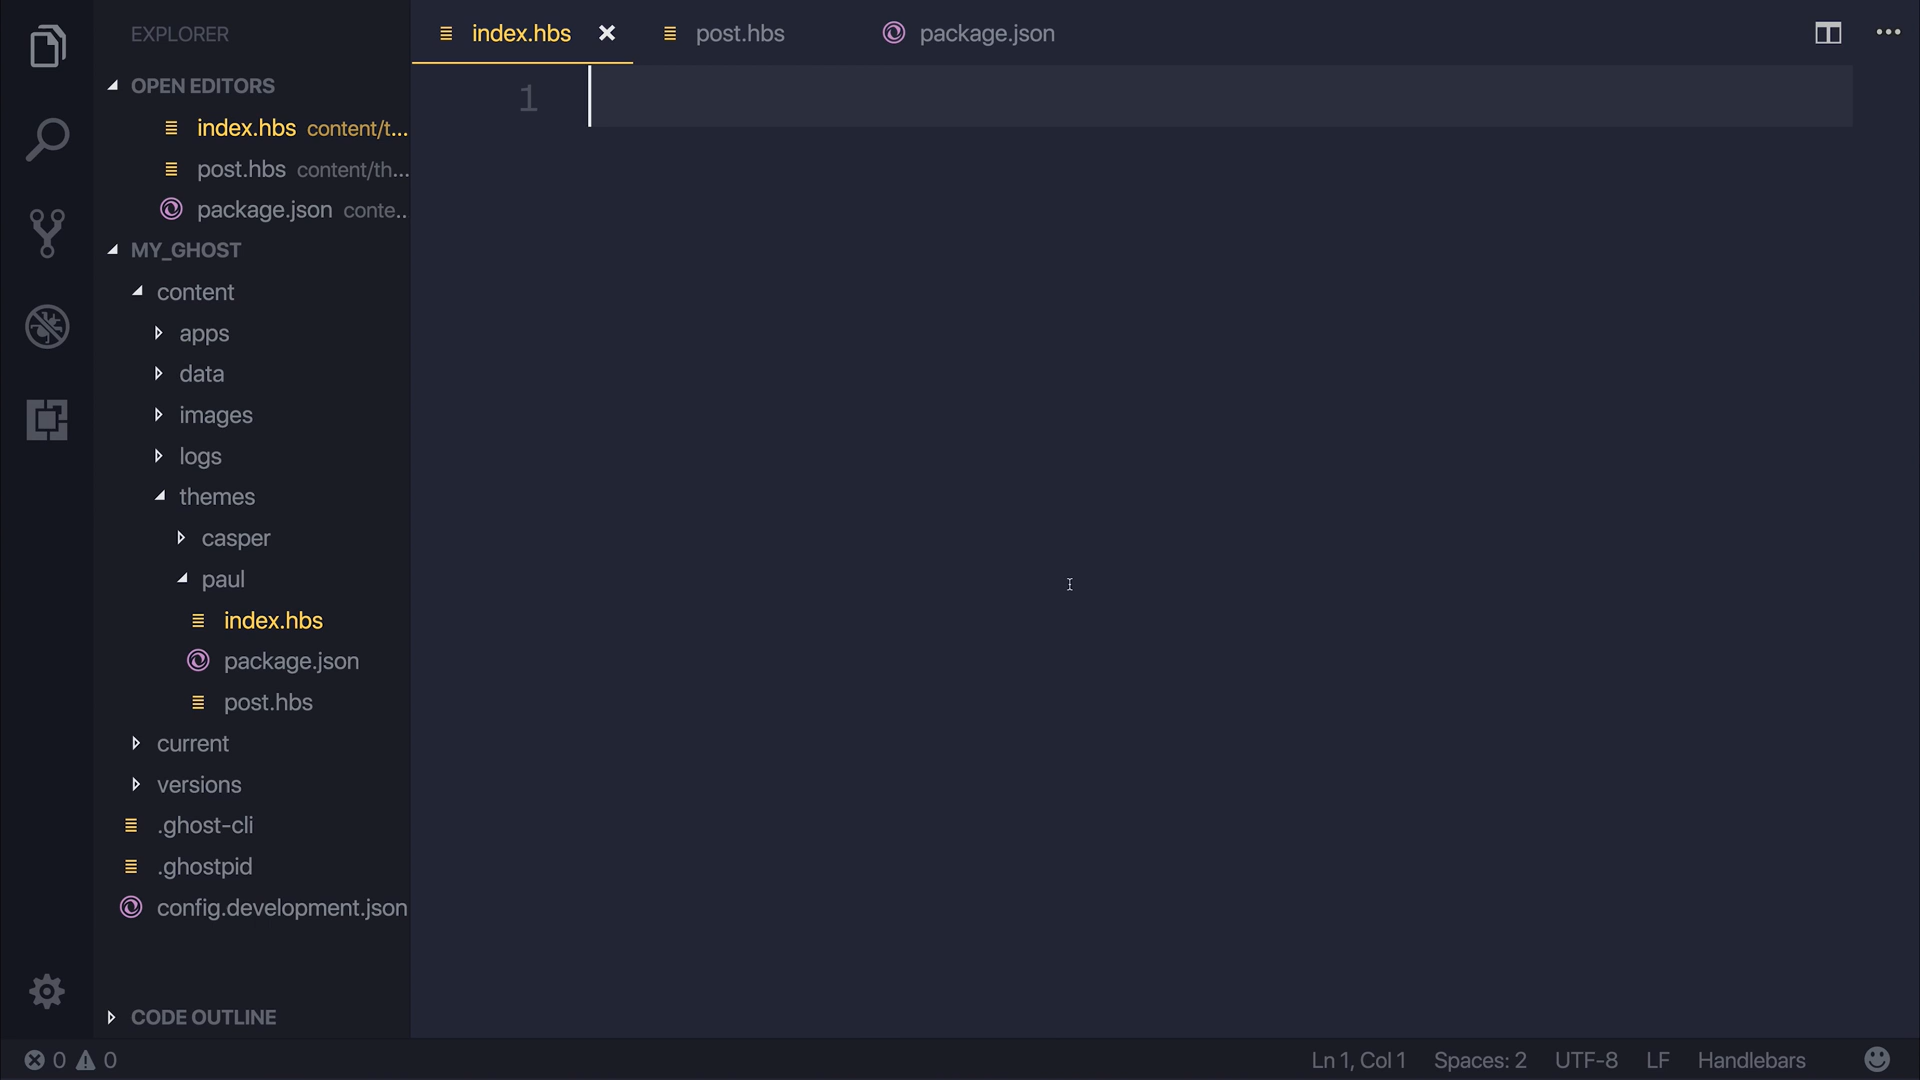 EXPLORER
OPEN EDITORS
index.hbs content/t...
post.hbs content/th...
package.json conte..
MY_GHOST
content
apps
data
images
logs
themes
casper
paul
index.hbs
package.json
post.hbs
current
versions
.ghost-cli
.ghostpid
config.development.json
CODE OUTLINE
index.hbs post.hbs package.json
1
0 0 Ln 1, Col 1 Spaces: 2 UTF-8 LF Handlebars